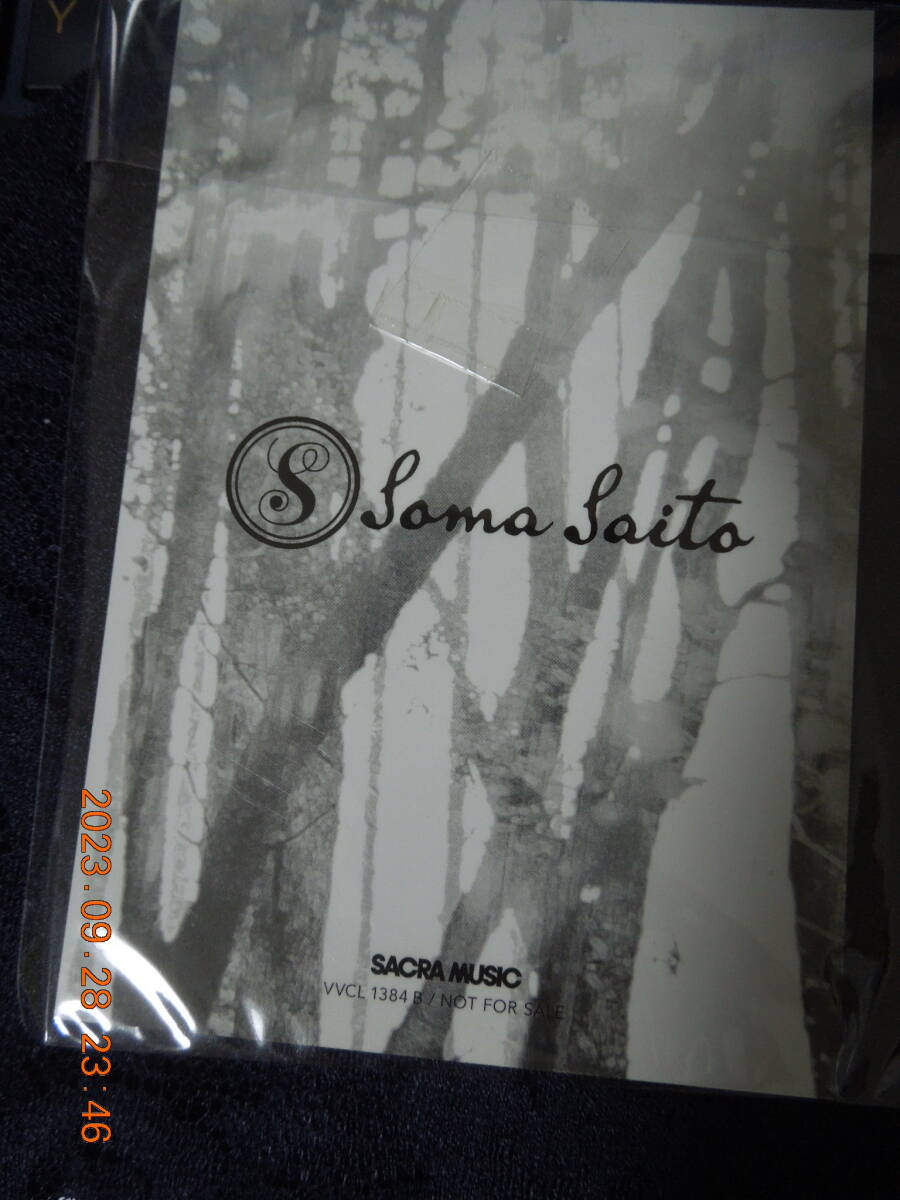 Y
S Soma Saito
SACRA MUSIC
VVCL 1384 B / NOT FOR SALE
2023.09.28 23:46